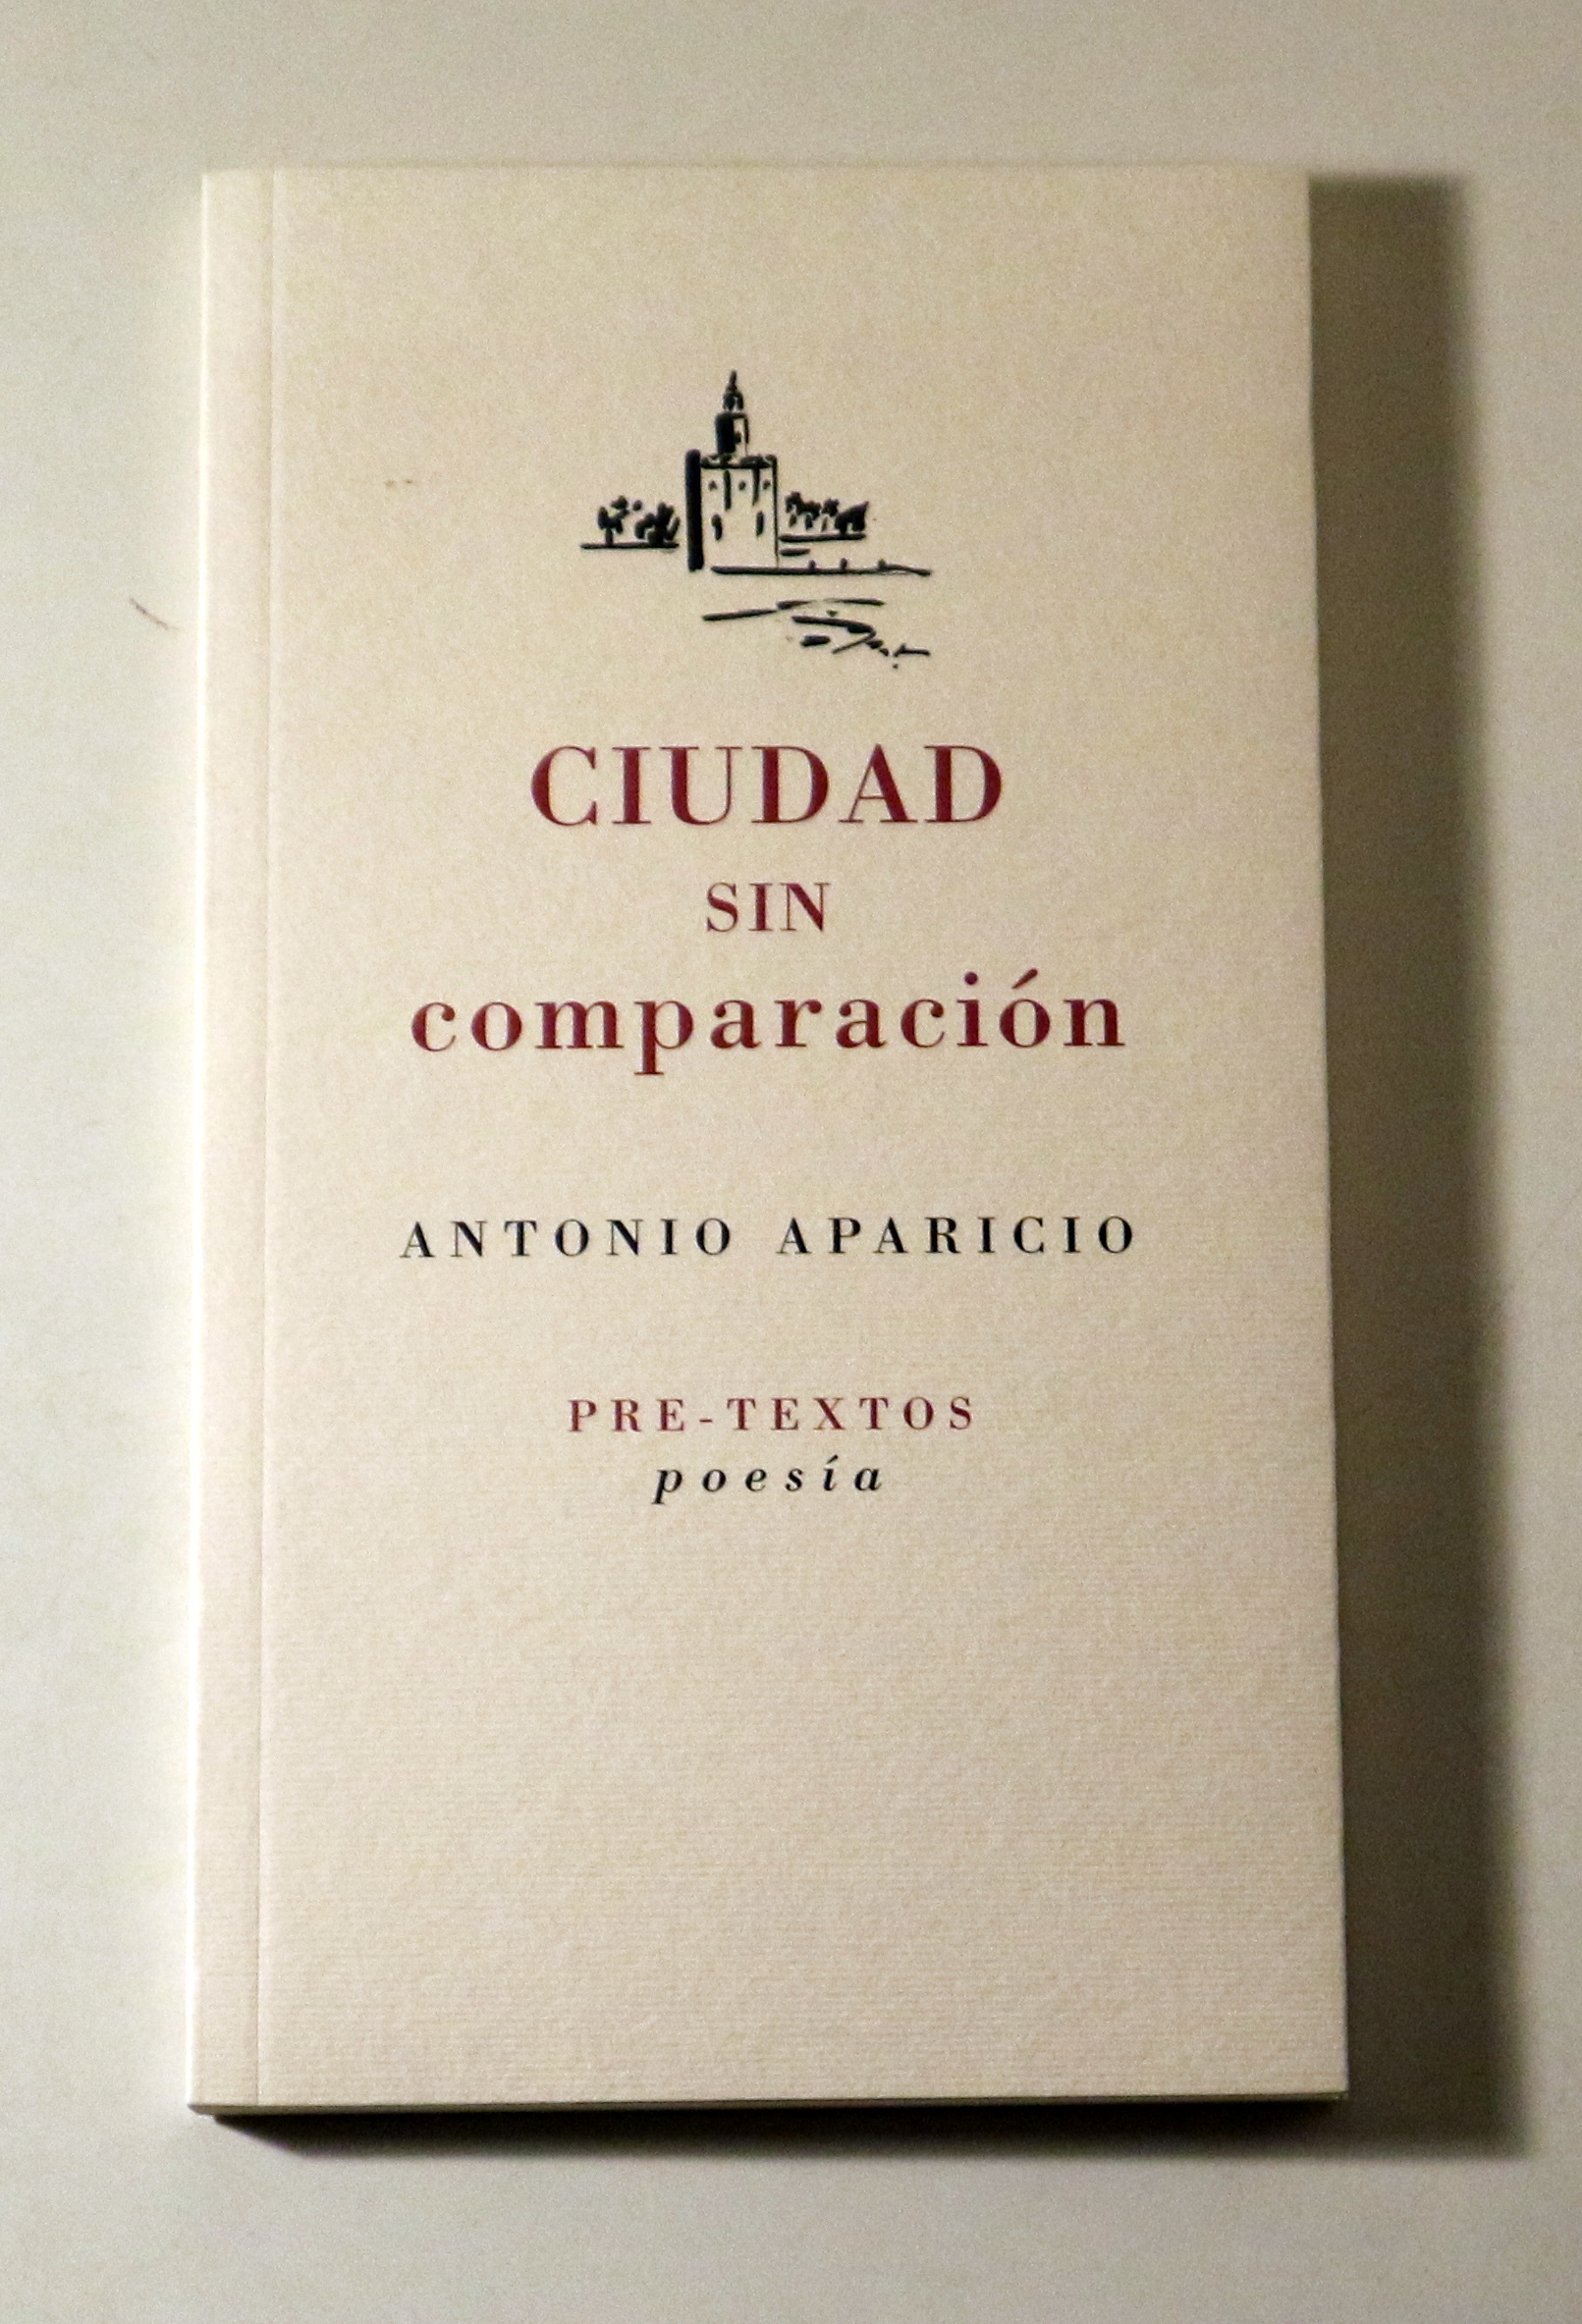 CIUDAD
SIN
comparación
ANTONIO APARICIO
PRE-TEXTOS
poesía